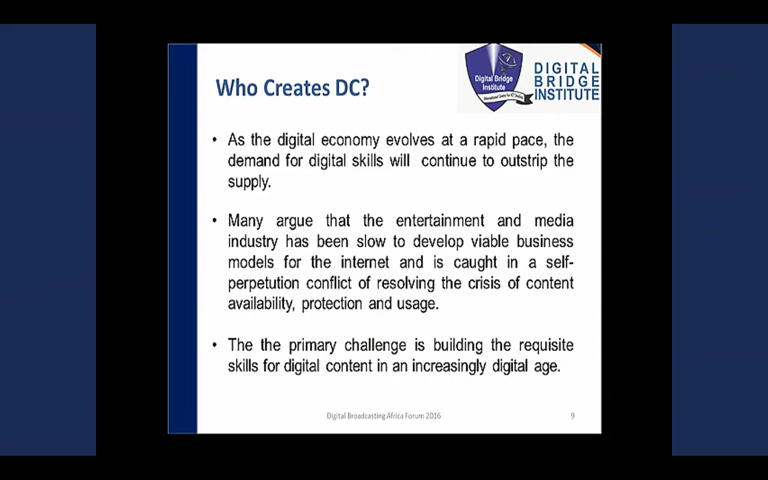 Who Creates DC?
Digital Bridge
Institute
DIGITAL
BRIDGE
INSTITUTE
• As the digital economy evolves at a rapid pace, the
demand for digital skills will continue to outstrip the
supply.
• Many argue that the entertainment and media
industry has been slow to develop viable business
models for the internet and is caught in a self-
perpetution conflict of resolving the crisis of content
availability, protection and usage.
• The the primary challenge is building the requisite
skills for digital content in an increasingly digital age.
Digital Broadcasting Africa Forum 2016
9